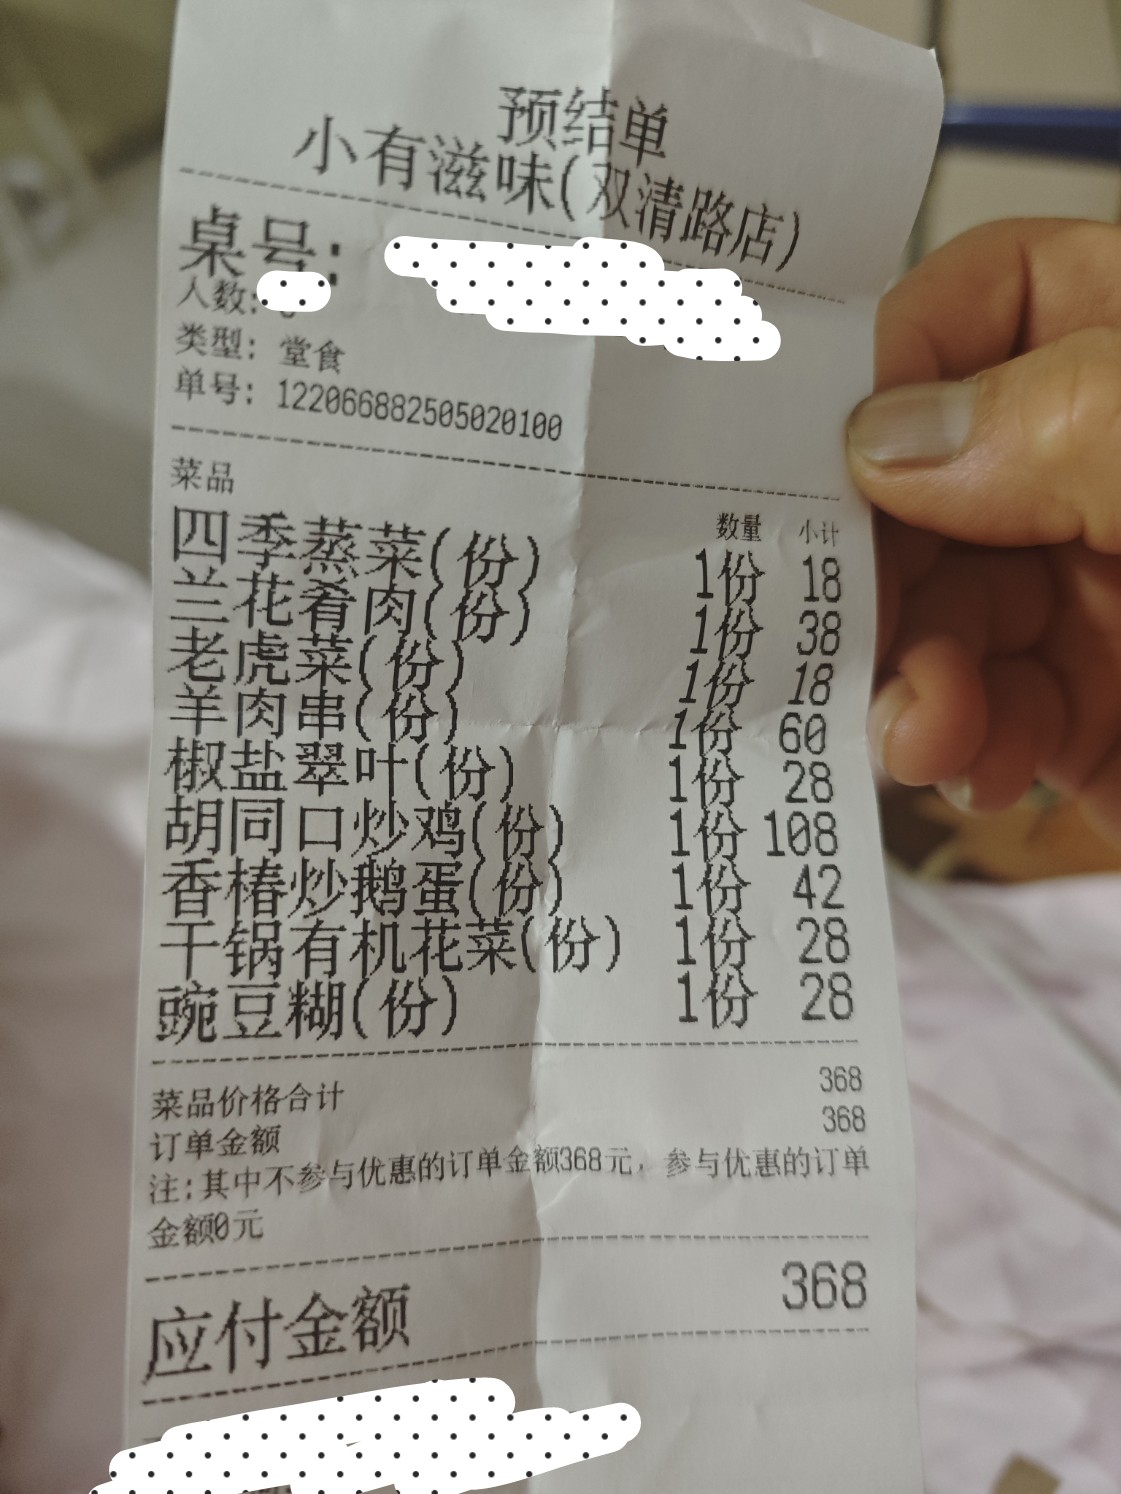 预结单
小有滋味(双清路店)
桌号:
人数:
类型: 堂食
单号: 122066882505020100
菜品 数量 小计
四季蒸菜(份) 1份 18
兰花肴肉(份) 1份 38
老虎菜(份) 1份 18
羊肉串(份) 1份 60
椒盐翠叶(份) 1份 28
胡同口炒鸡(份) 1份 108
香椿炒鹅蛋(份) 1份 42
干锅有机花菜(份) 1份 28
豌豆糊(份) 1份 28
菜品价格合计 368
订单金额 368
注:其中不参与优惠的订单金额368元，参与优惠的订单
金额0元
应付金额 368